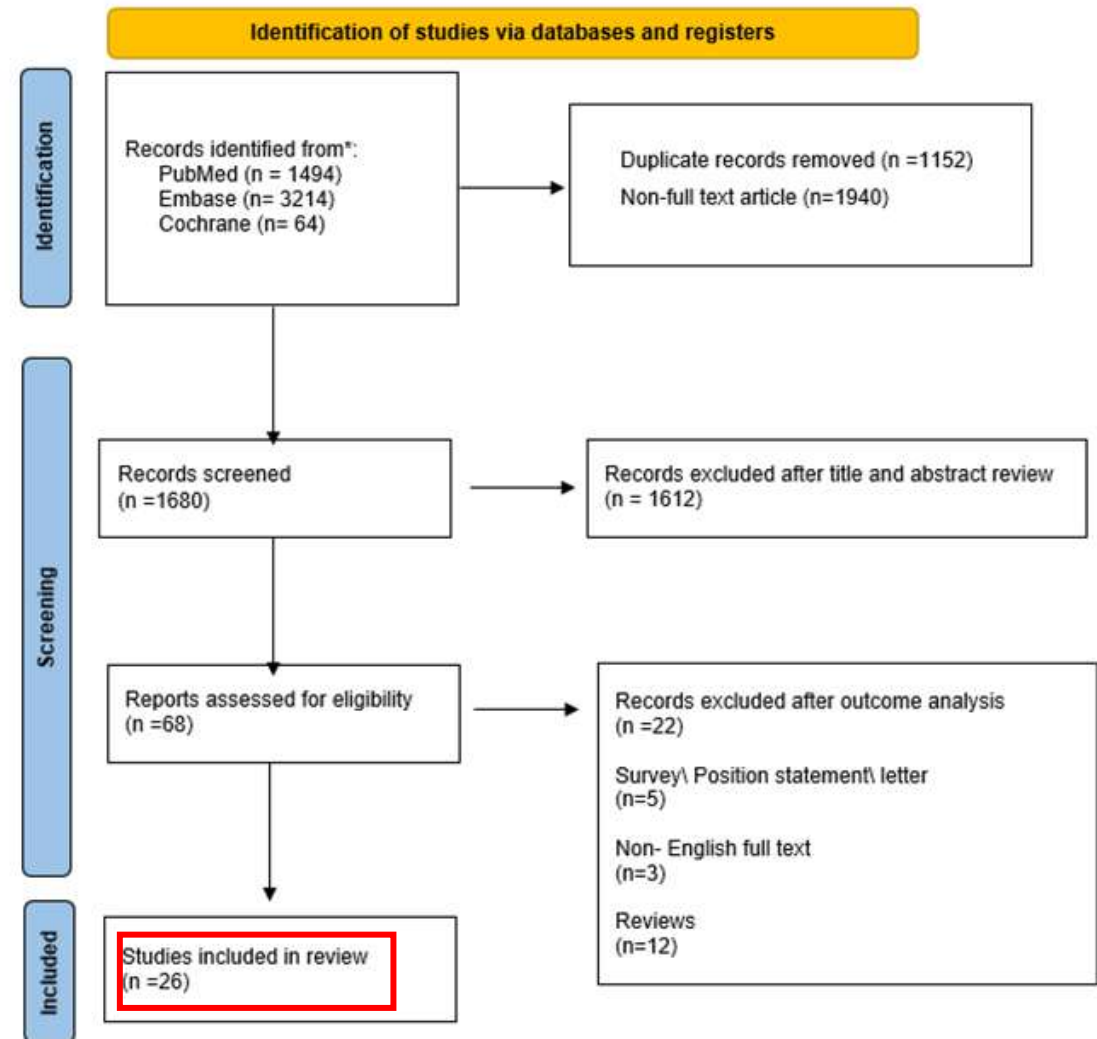 Identification of studies via databases and registers
Identification
Records identified from*:
PubMed (n = 1494)
Embase (n= 3214)
Cochrane (n= 64)
Duplicate records removed (n =1152)
Non-full text article (n=1940)
Screening
Records screened
(n =1680)
Records excluded after title and abstract review
(n = 1612)
Reports assessed for eligibility
(n =68)
Records excluded after outcome analysis
(n =22)
Survey\ Position statement\ letter
(n=5)
Non- English full text
(n=3)
Reviews
(n=12)
Included
Studies included in review
(n =26)